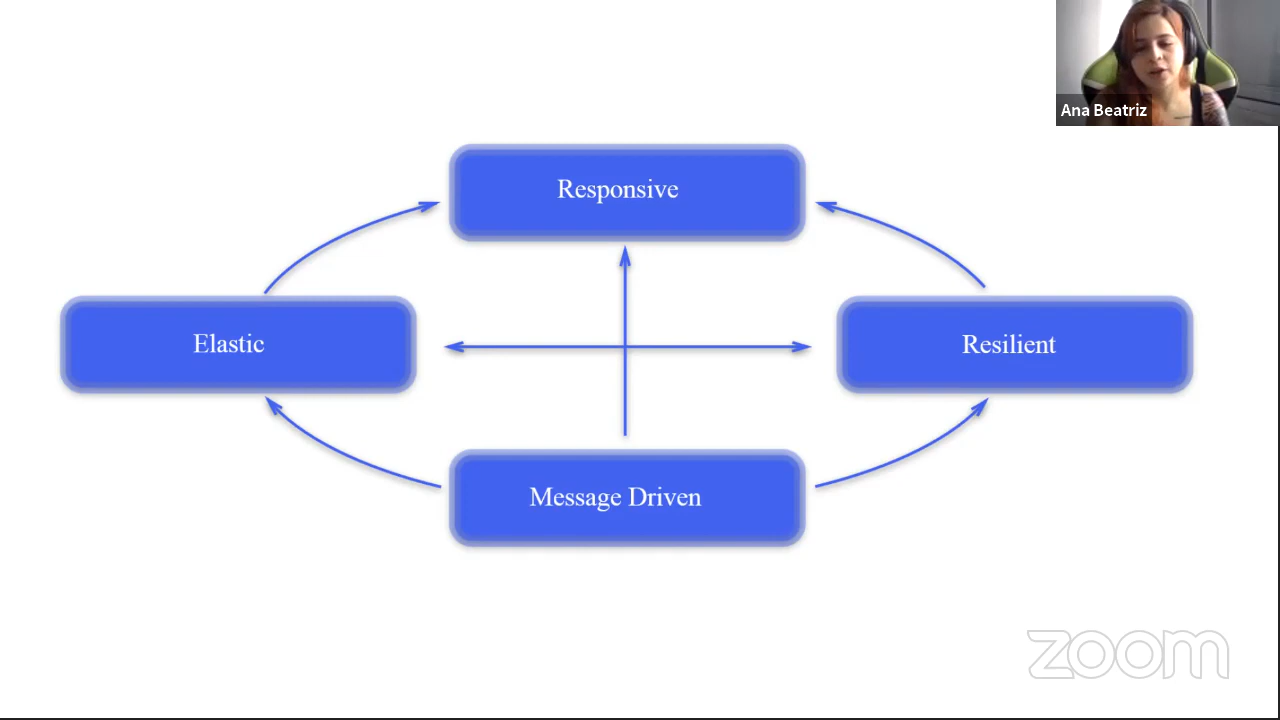 Ana Beatriz
Responsive
Elastic
Resilient
Message Driven
zoom